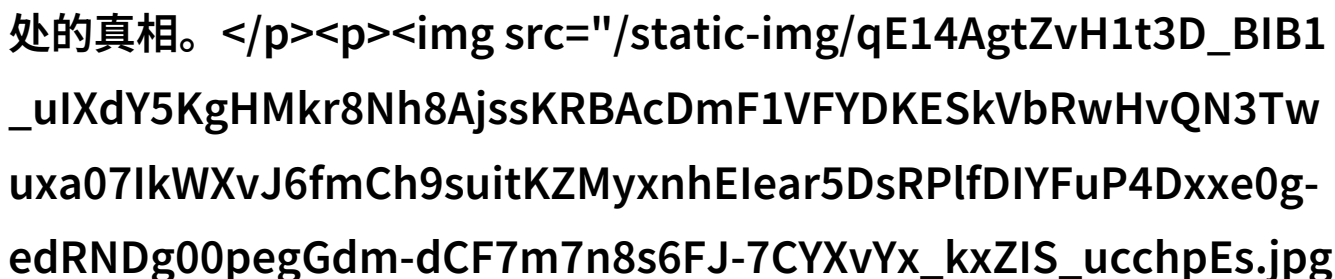 处的真相。</p><p><img src="/static-img/qE14AgtZvH1t3D_BIB1
_uIXdY5KgHMkr8Nh8AjssKRBAcDmF1VFYDKESkVbRwHvQN3Tw
uxa07IkWXvJ6fmCh9suitKZMyxnhEIear5DsRPlfDIYFuP4Dxxe0g-
edRNDg00pegGdm-dCF7m7n8s6FJ-7CYXvYx_kxZIS_ucchpEs.jpg